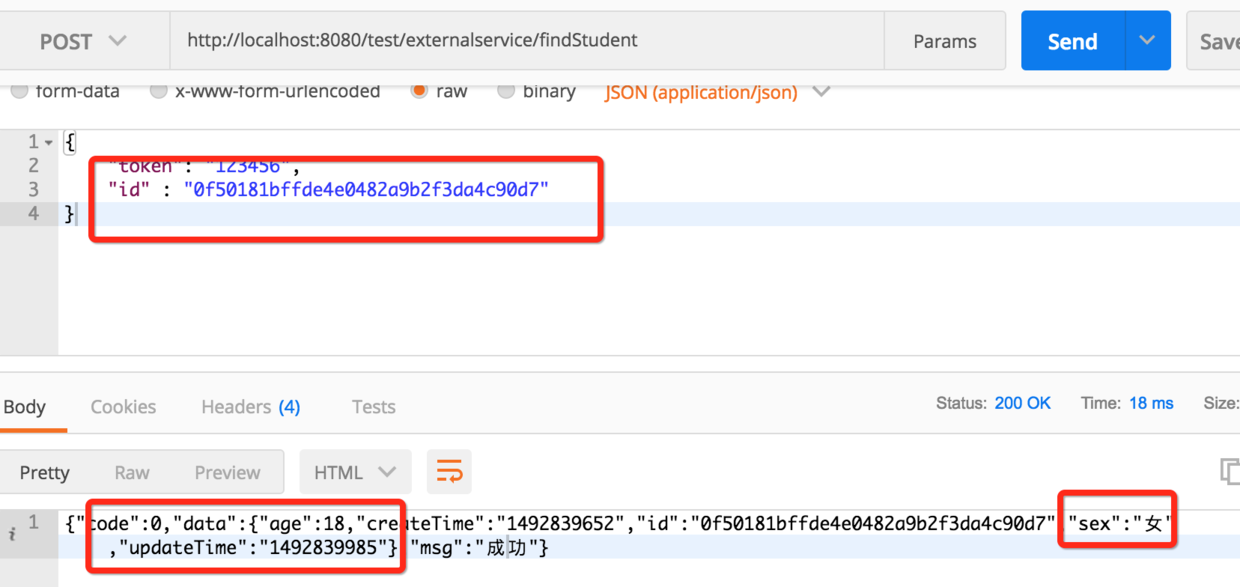 POST http://localhost:8080/test/externalservice/findStudent Params Send Save
form-data x-www-form-urlencoded raw binary JSON (application/json)
1 {
2 "token": "123456",
3 "id" : "0f50181bffde4e0482a9b2f3da4c90d7"
4 }
Body Cookies Headers (4) Tests Status: 200 OK Time: 18 ms Size:
Pretty Raw Preview HTML
i 1 {"code":0,"data":{"age":18,"createTime":"1492839652","id":"0f50181bffde4e0482a9b2f3da4c90d7","sex":"女"
,"updateTime":"1492839985"},"msg":"成功"}